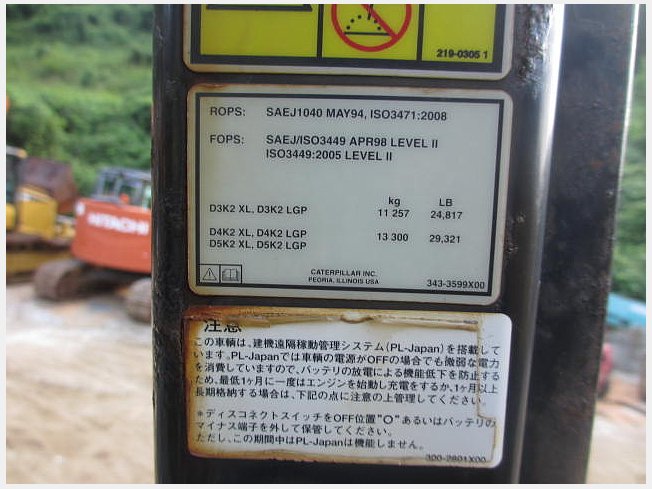 219-0305 1
ROPS: SAEJ1040 MAY94, ISO3471:2008
FOPS: SAEJ/ISO3449 APR98 LEVEL II
ISO3449:2005 LEVEL II
kg LB
D3K2 XL, D3K2 LGP 11 257 24,817
D4K2 XL, D4K2 LGP 13 300 29,321
D5K2 XL, D5K2 LGP
CATERPILLAR INC.
PEORIA, ILLINOIS USA
343-3599X00
HITACHI
注意
この車輌は、建機遠隔稼動管理システム(PL-Japan)を搭載して
います。PL-Japanでは車輌の電源がOFFの場合でも微弱な電力
を消費していますので、バッテリの放電による機能低下を防止する
ため、最低1ヶ月に一度はエンジンを始動し充電をするか、1ヶ月以上
長期格納する場合は、下記の点に注意の上管理してください。
＊ディスコネクトスイッチをOFF位置"O"あるいはバッテリの
マイナス端子を外して保管してください。
ただし、この期間中はPL-Japanは機能しません。
300-2801X00